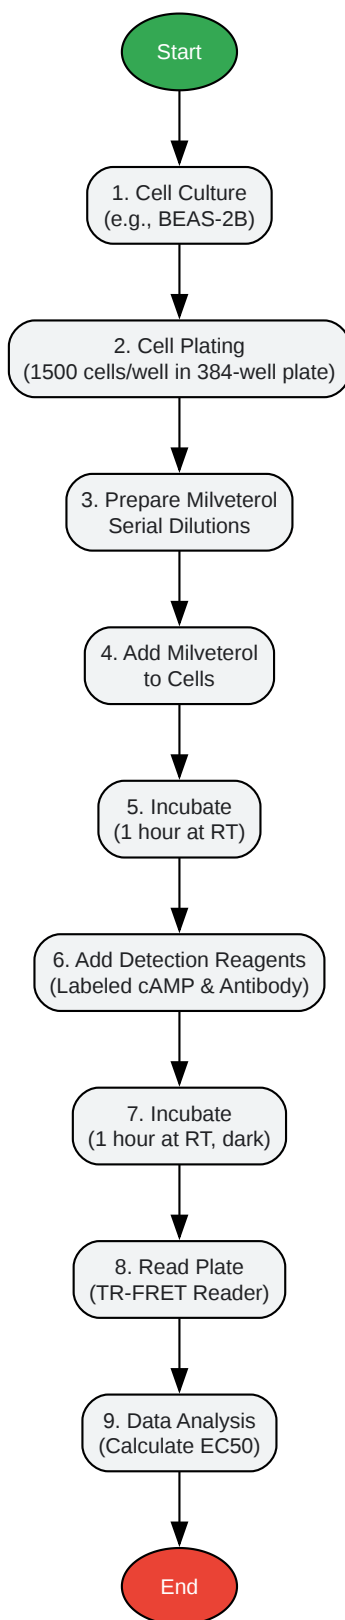 Start
1. Cell Culture
(e.g., BEAS-2B)
2. Cell Plating
(1500 cells/well in 384-well plate)
3. Prepare Milveterol
Serial Dilutions
4. Add Milveterol
to Cells
5. Incubate
(1 hour at RT)
6. Add Detection Reagents
(Labeled cAMP & Antibody)
7. Incubate
(1 hour at RT, dark)
8. Read Plate
(TR-FRET Reader)
9. Data Analysis
(Calculate EC50)
End